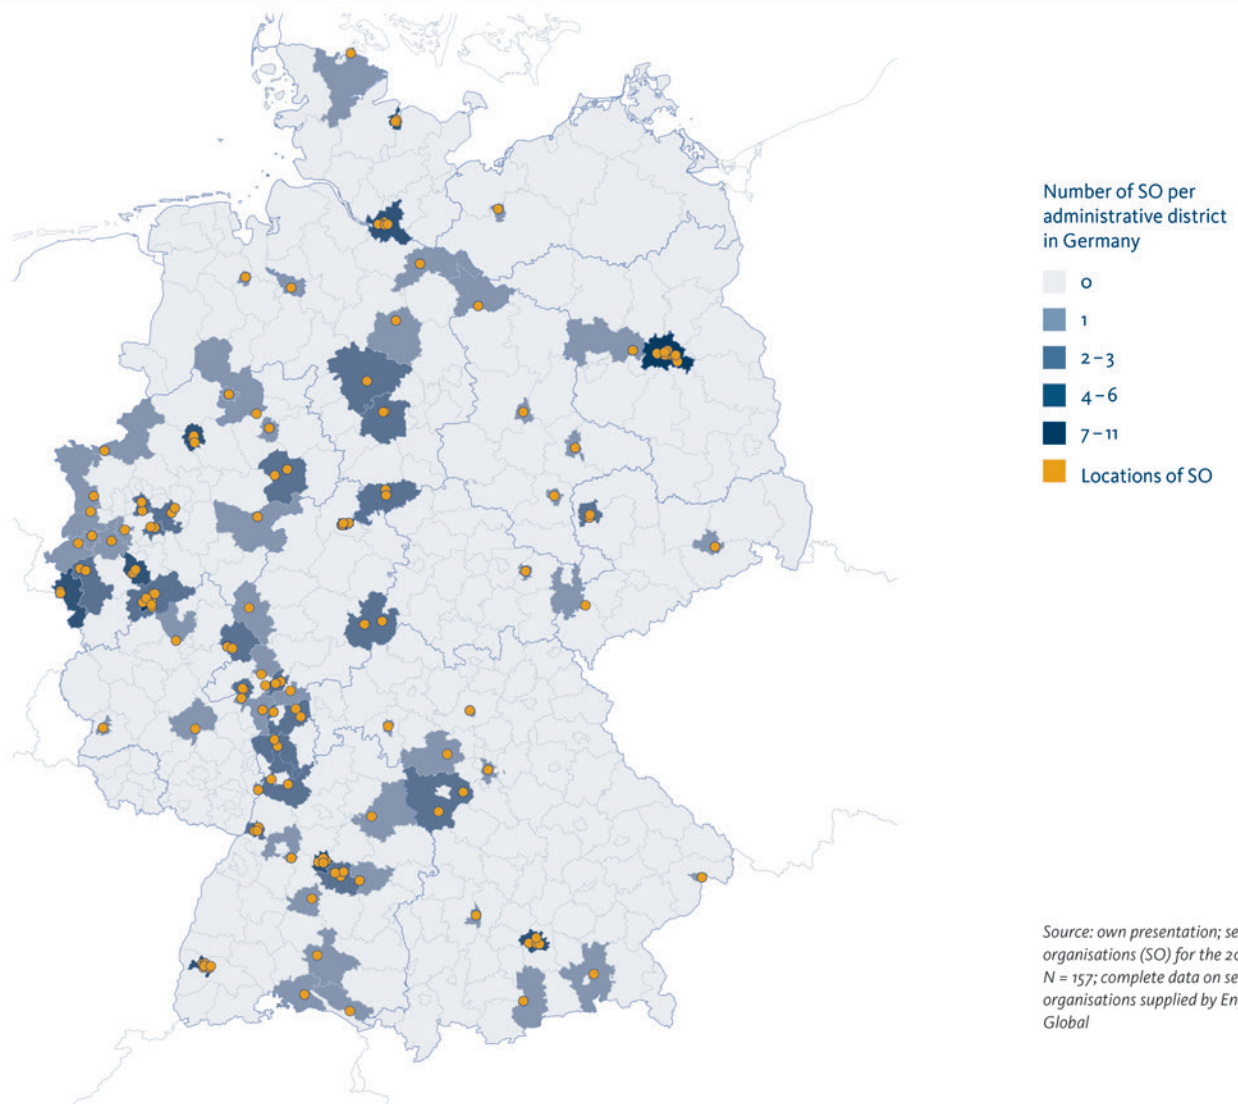 Number of SO per
administrative district
in Germany
0
1
2–3
4–6
7–11
Locations of SO
Source: own presentation; se
organisations (SO) for the 20
N = 157; complete data on se
organisations supplied by En
Global